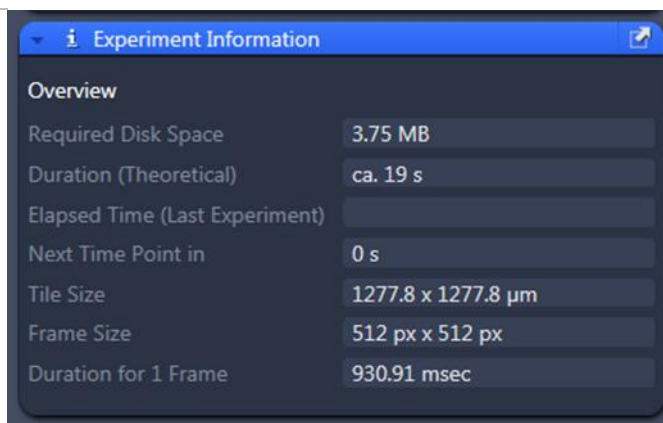 i Experiment Information
Overview
Required Disk Space 3.75 MB
Duration (Theoretical) ca. 19 s
Elapsed Time (Last Experiment)
Next Time Point in 0 s
Tile Size 1277.8 x 1277.8 µm
Frame Size 512 px x 512 px
Duration for 1 Frame 930.91 msec